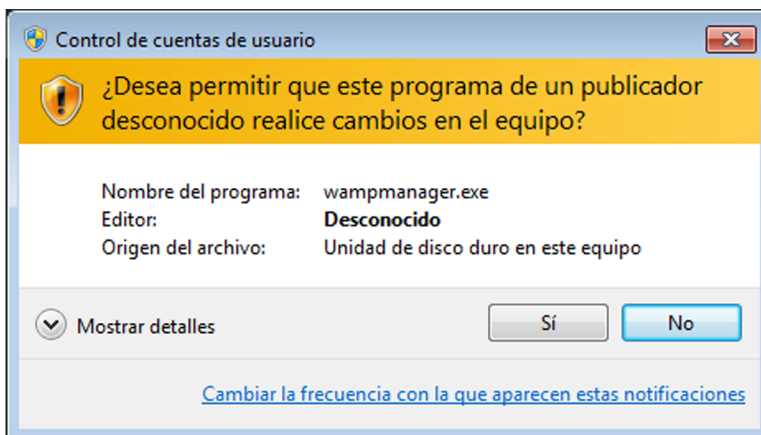 Control de cuentas de usuario
¿Desea permitir que este programa de un publicador
desconocido realice cambios en el equipo?
Nombre del programa: wampmanager.exe
Editor: Desconocido
Origen del archivo: Unidad de disco duro en este equipo
Mostrar detalles Sí No
Cambiar la frecuencia con la que aparecen estas notificaciones